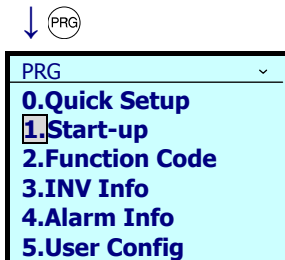 PRG
PRG
0.Quick Setup
1.Start-up
2.Function Code
3.INV Info
4.Alarm Info
5.User Config